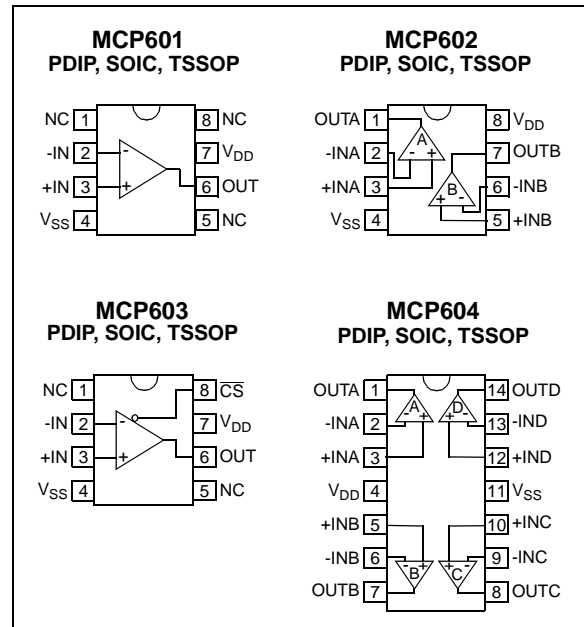 MCP601
PDIP, SOIC, TSSOP
NC 1 8 NC
-IN 2 - 7 VDD
+IN 3 + 6 OUT
VSS 4 5 NC
MCP602
PDIP, SOIC, TSSOP
OUTA 1 A 8 VDD
-INA 2 - + 7 OUTB
+INA 3 B 6 -INB
VSS 4 + - 5 +INB
MCP603
PDIP, SOIC, TSSOP
NC 1 8 C̅S̅
-IN 2 - 7 VDD
+IN 3 + 6 OUT
VSS 4 5 NC
MCP604
PDIP, SOIC, TSSOP
OUTA 1 A D 14 OUTD
-INA 2 - + + - 13 -IND
+INA 3 12 +IND
VDD 4 11 VSS
+INB 5 10 +INC
-INB 6 - + + - 9 -INC
OUTB 7 B C 8 OUTC